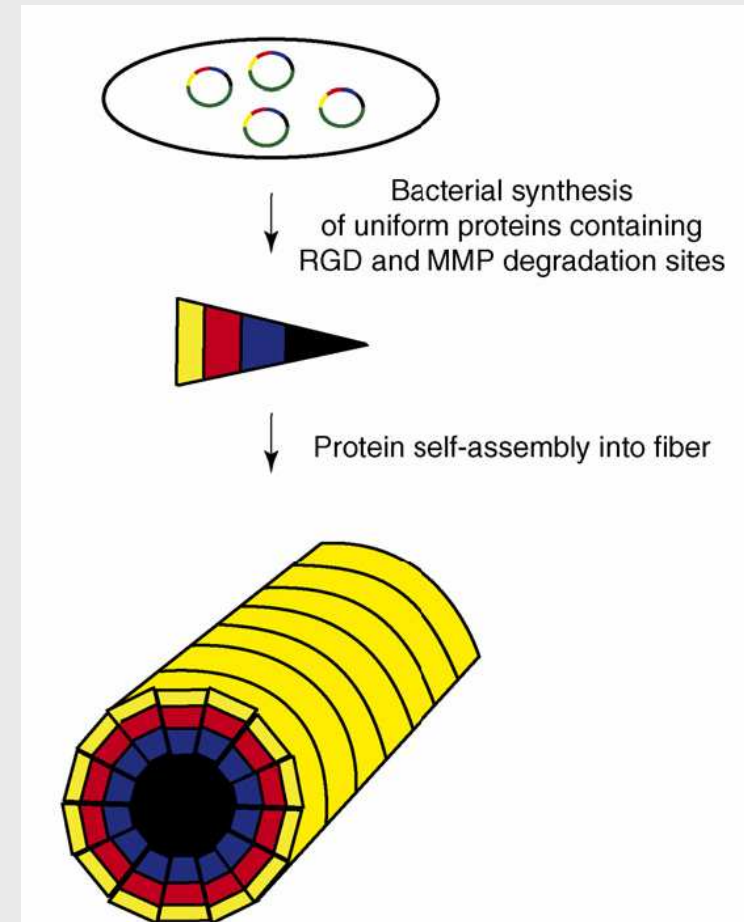 Bacterial synthesis
of uniform proteins containing
RGD and MMP degradation sites
Protein self-assembly into fiber